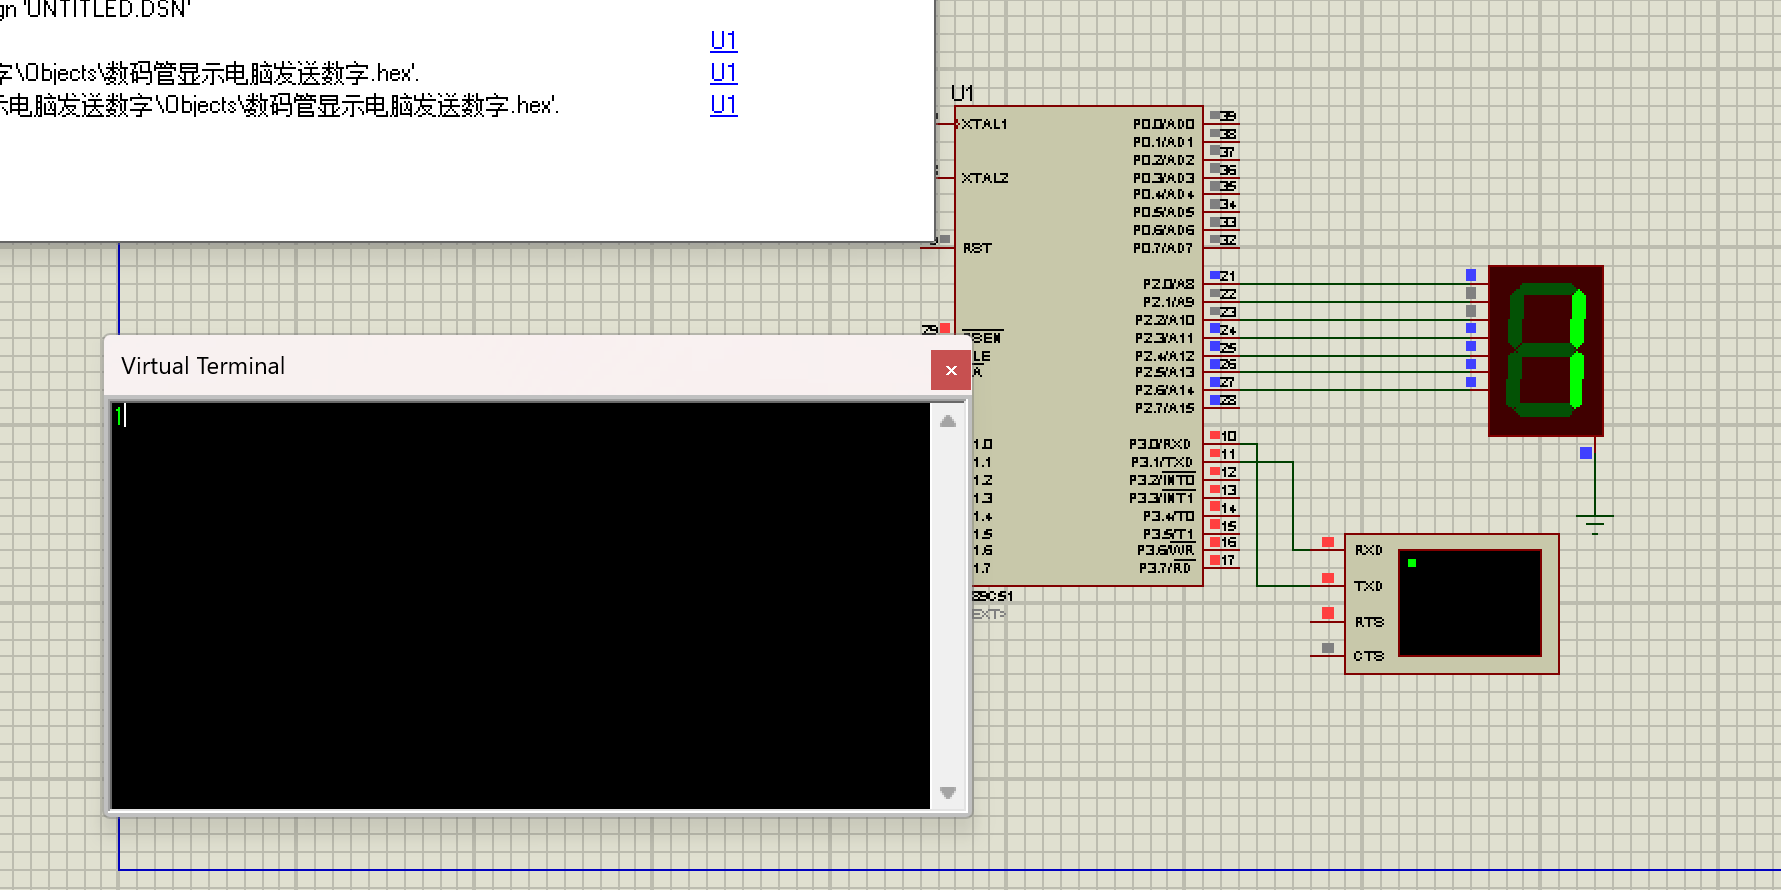 gn 'UNTITLED.DSN'
U1
字\Objects\数码管显示电脑发送数字.hex'. U1
示电脑发送数字\Objects\数码管显示电脑发送数字.hex'. U1
U1
XTAL1
XTAL2
RST
29
SEN
LE
A
1.0
1.1
1.2
1.3
1.4
1.5
1.6
1.7
P0.0/AD0 39
P0.1/AD1 38
P0.2/AD2 37
P0.3/AD3 36
P0.4/AD4 35
P0.5/AD5 34
P0.6/AD6 33
P0.7/AD7 32
P2.0/A8 21
P2.1/A9 22
P2.2/A10 23
P2.3/A11 24
P2.4/A12 25
P2.5/A13 26
P2.6/A14 27
P2.7/A15 28
P3.0/RXD 10
P3.1/TXD 11
P3.2/INT0 12
P3.3/INT1 13
P3.4/T0 14
P3.5/T1 15
P3.6/WR 16
P3.7/RD 17
89C51
EXT>
Virtual Terminal
1
RXD
TXD
RTS
CTS